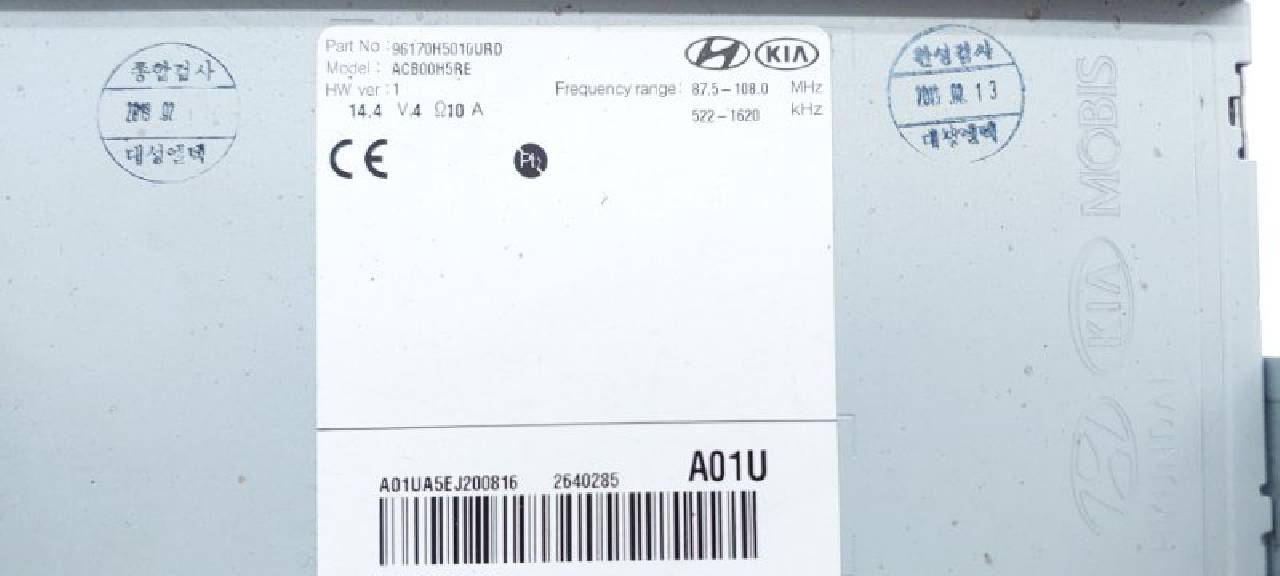 Part No : 96170H5010URD
Model : ACB00H5RE
HW ver : 1
14.4 V.4 Ω10 A
KIA
Frequency range : 87.5-108.0 MHz
522-1620 kHz
CE
종합검사
대성엘텍
완성검사
대성엘텍
MOBIS
KIA
HYUNDAI
A01UA5EJ200816 2640285 A01U